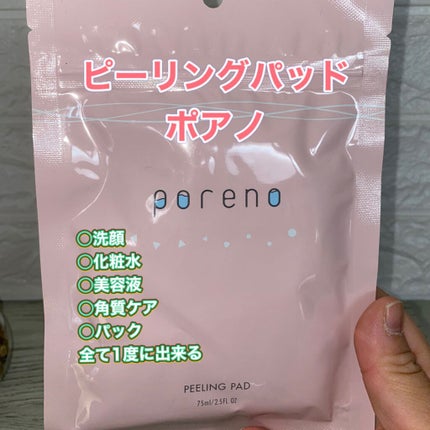 ピーリングパッド
ポアノ
poreno
◯洗顔
◯化粧水
◯美容液
◯角質ケア
◯パック
全て1度に出来る
PEELING PAD
75ml/2.5FL OZ